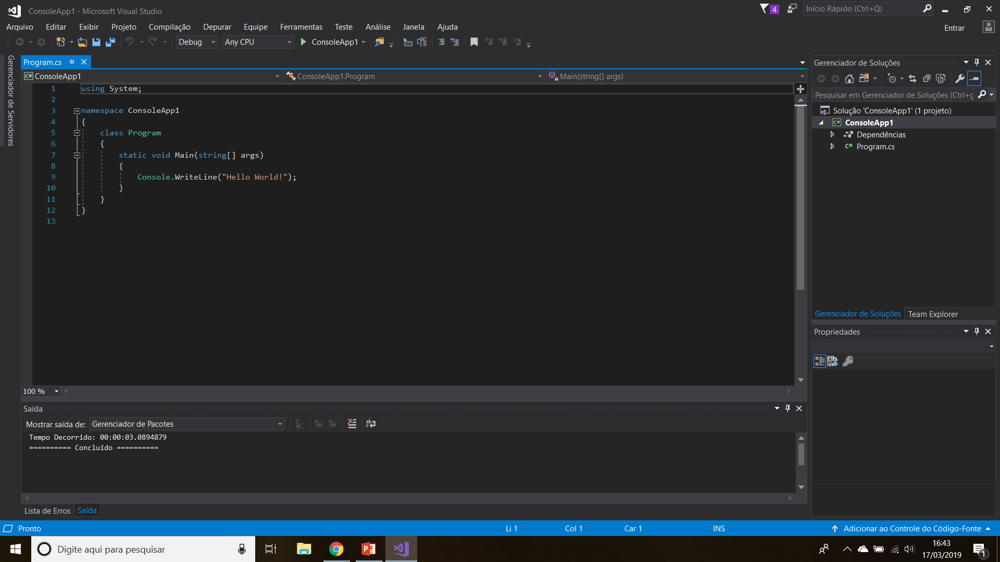 ConsoleApp1 - Microsoft Visual Studio
4
Início Rápido (Ctrl+Q)
Arquivo Editar Exibir Projeto Compilação Depurar Equipe Ferramentas Teste Análise Janela Ajuda
Entrar
Debug Any CPU ConsoleApp1
Gerenciador de Servidores
Program.cs
ConsoleApp1 ConsoleApp1.Program Main(string[] args)
1 using System;
2
3 namespace ConsoleApp1
4 {
5 class Program
6 {
7 static void Main(string[] args)
8 {
9 Console.WriteLine("Hello World!");
10 }
11 }
12 }
13
100 %
Saída
Mostrar saída de: Gerenciador de Pacotes
Tempo Decorrido: 00:00:03.0894879
========== Concluído ==========
Lista de Erros Saída
Gerenciador de Soluções
Pesquisar em Gerenciador de Soluções (Ctrl+ç
Solução 'ConsoleApp1' (1 projeto)
C# ConsoleApp1
Dependências
C# Program.cs
Gerenciador de Soluções Team Explorer
Propriedades
Pronto Li 1 Col 1 Car 1 INS Adicionar ao Controle do Código-Fonte
Digite aqui para pesquisar
16:43
17/03/2019
1